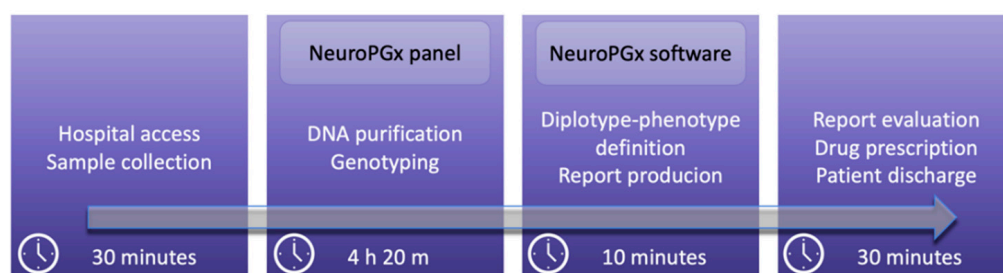 Hospital access
Sample collection
30 minutes
NeuroPGx panel
DNA purification
Genotyping
4 h 20 m
NeuroPGx software
Diplotype-phenotype
definition
Report producion
10 minutes
Report evaluation
Drug prescription
Patient discharge
30 minutes